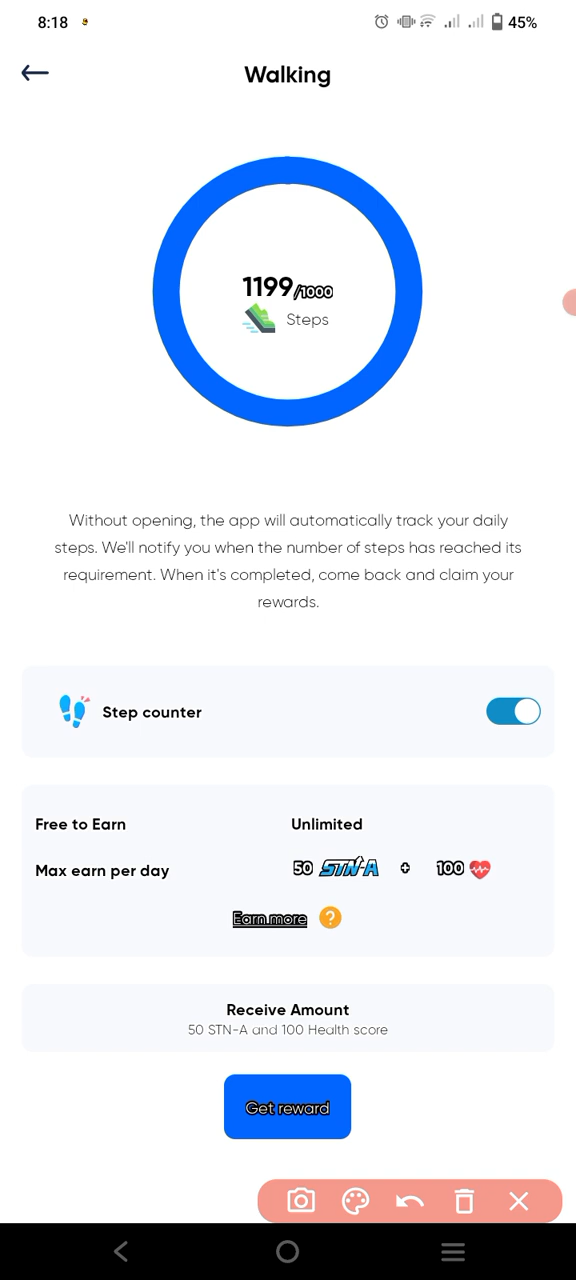 8:18 45%
Walking
1199/1000
Steps
Without opening, the app will automatically track your daily
steps. We'll notify you when the number of steps has reached its
requirement. When it's completed, come back and claim your
rewards.
Step counter
Free to Earn Unlimited
Max earn per day 50 STN-A + 100
Earn more ?
Receive Amount
50 STN-A and 100 Health score
Get reward